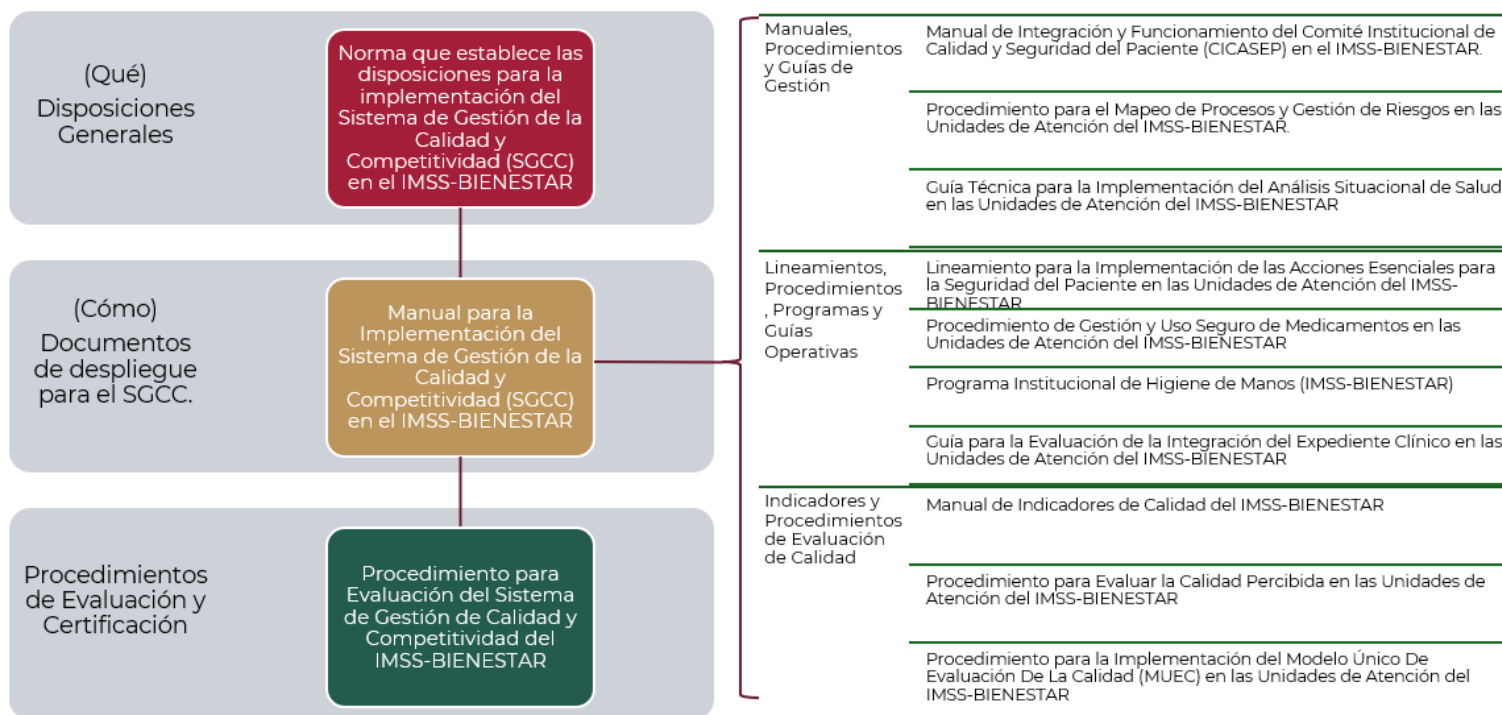 (Qué)
Disposiciones
Generales
Norma que establece las
disposiciones para la
implementación del
Sistema de Gestión de la
Calidad y
Competitividad (SGCC)
en el IMSS-BIENESTAR
(Cómo)
Documentos
de despliegue
para el SGCC.
Manual para la
Implementación del
Sistema de Gestión de la
Calidad y
Competitividad (SGCC)
en el IMSS-BIENESTAR
Procedimientos
de Evaluación y
Certificación
Procedimiento para
Evaluación del Sistema
de Gestión de Calidad y
Competitividad del
IMSS-BIENESTAR
Manuales,
Procedimientos
y Guías de
Gestión
Manual de Integración y Funcionamiento del Comité Institucional de
Calidad y Seguridad del Paciente (CICASEP) en el IMSS-BIENESTAR.
Procedimiento para el Mapeo de Procesos y Gestión de Riesgos en las
Unidades de Atención del IMSS-BIENESTAR.
Guía Técnica para la Implementación del Análisis Situacional de Salud
en las Unidades de Atención del IMSS-BIENESTAR
Lineamientos,
Procedimientos
, Programas y
Guías
Operativas
Lineamiento para la Implementación de las Acciones Esenciales para
la Seguridad del Paciente en las Unidades de Atención del IMSS-
BIENESTAR
Procedimiento de Gestión y Uso Seguro de Medicamentos en las
Unidades de Atención del IMSS-BIENESTAR
Programa Institucional de Higiene de Manos (IMSS-BIENESTAR)
Guía para la Evaluación de la Integración del Expediente Clínico en las
Unidades de Atención del IMSS-BIENESTAR
Indicadores y
Procedimientos
de Evaluación
de Calidad
Manual de Indicadores de Calidad del IMSS-BIENESTAR
Procedimiento para Evaluar la Calidad Percibida en las Unidades de
Atención del IMSS-BIENESTAR
Procedimiento para la Implementación del Modelo Único De
Evaluación De La Calidad (MUEC) en las Unidades de Atención del
IMSS-BIENESTAR